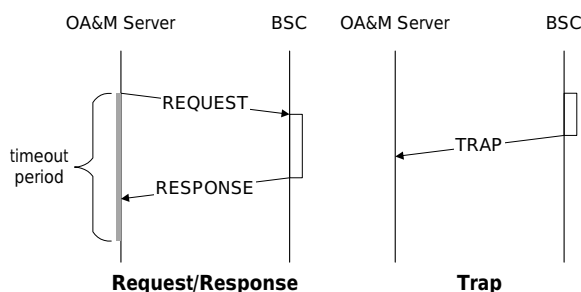 OA&M Server BSC OA&M Server BSC
REQUEST
TRAP
timeout
period
RESPONSE
Request/Response Trap